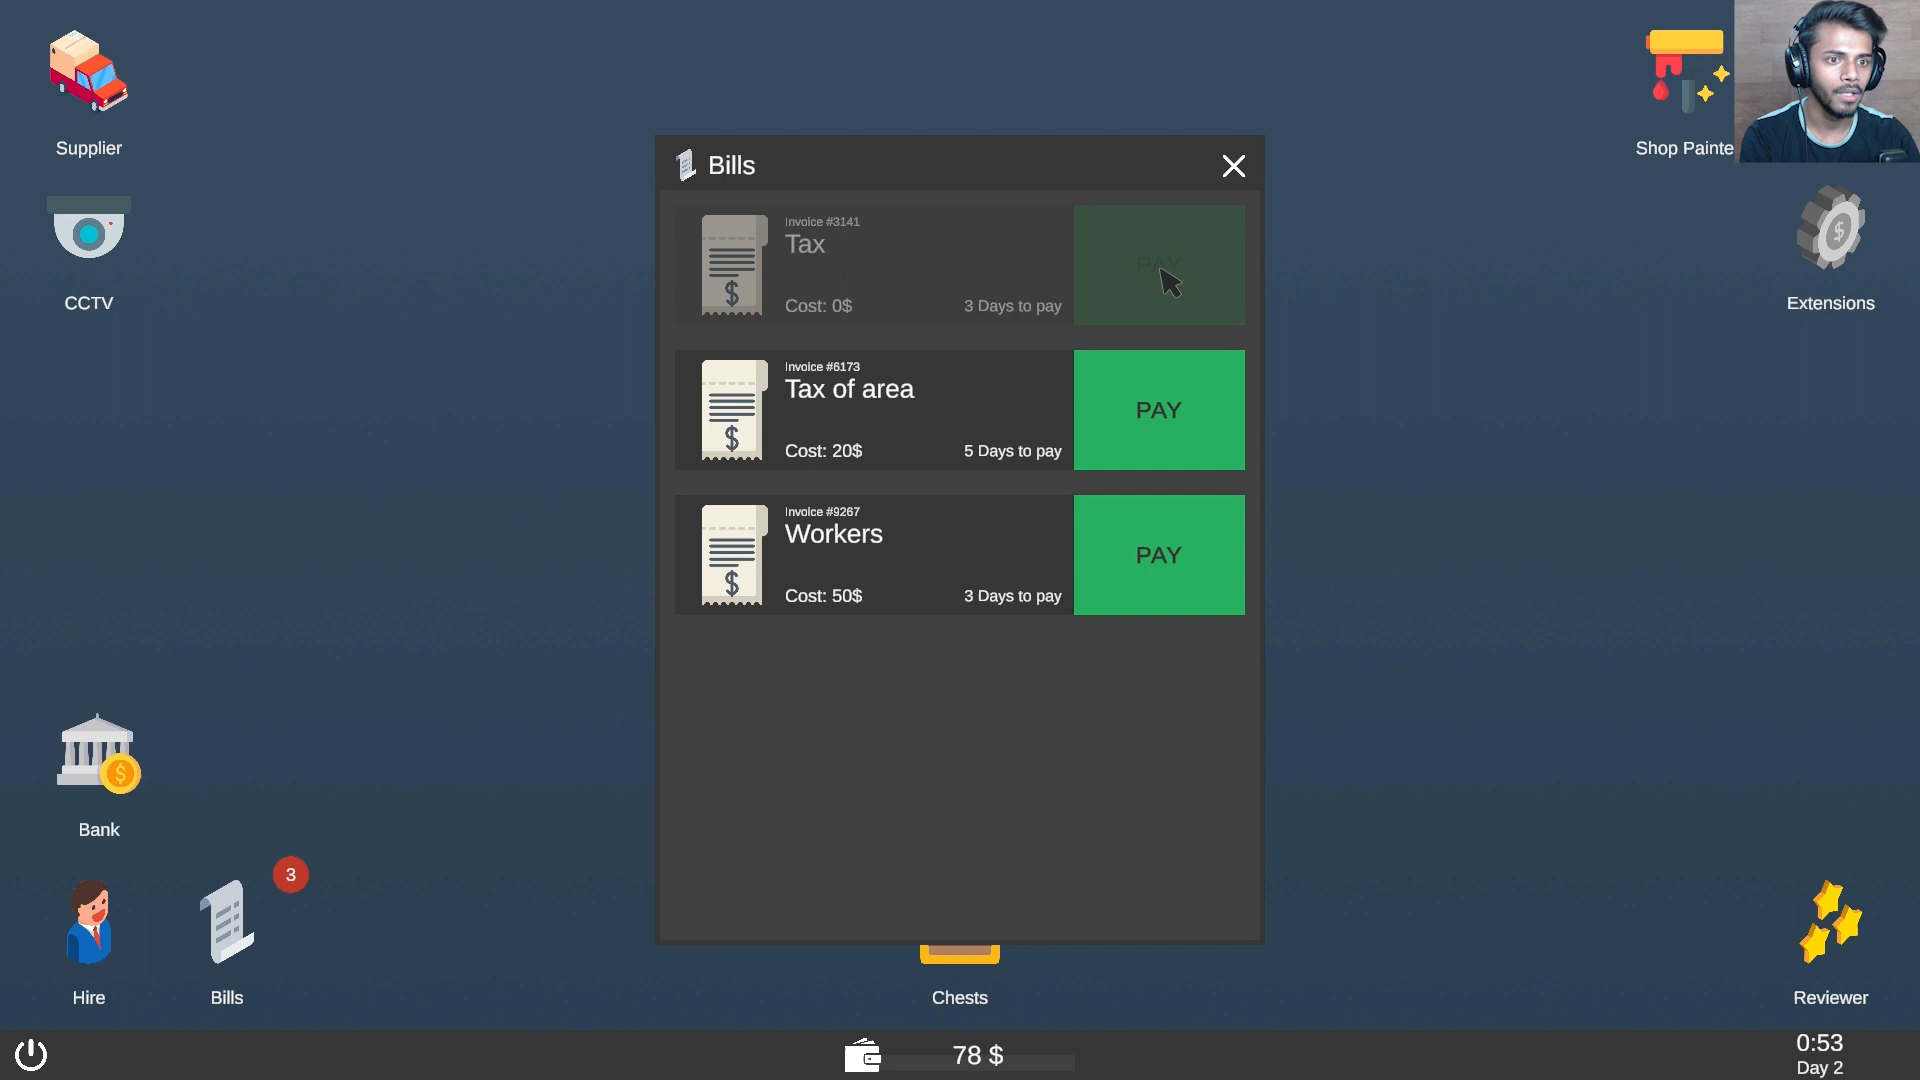 Supplier
CCTV
Shop Painte
Extensions
Bills
Invoice #3141
Tax
Cost: 0$
3 Days to pay
PAY
Invoice #6173
Tax of area
Cost: 20$
5 Days to pay
PAY
Invoice #9267
Workers
Cost: 50$
3 Days to pay
PAY
Bank
3
Hire
Bills
Chests
Reviewer
78 $
0:53
Day 2